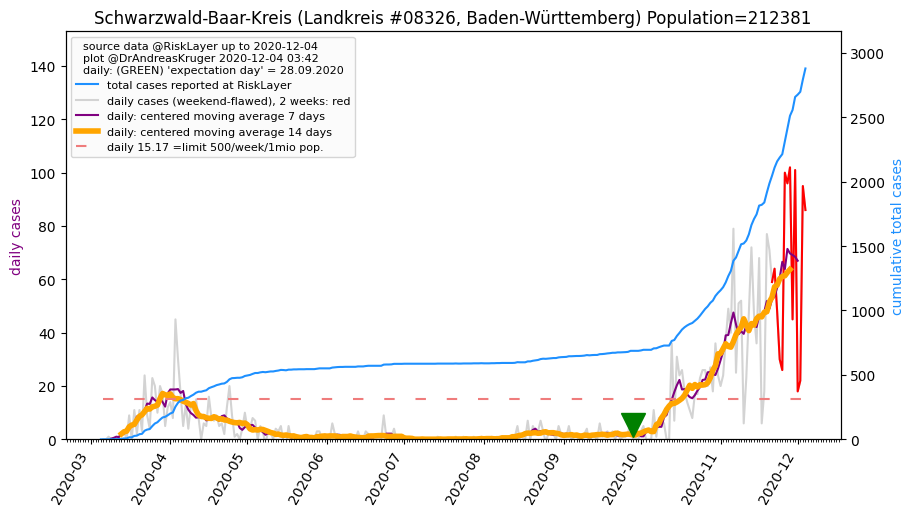 Schwarzwald-Baar-Kreis (Landkreis #08326, Baden-Württemberg) Population=212381
source data @RiskLayer up to 2020-12-04
plot @DrAndreasKruger 2020-12-04 03:42
daily: (GREEN) 'expectation day' = 28.09.2020
total cases reported at RiskLayer
daily cases (weekend-flawed), 2 weeks: red
daily: centered moving average 7 days
daily: centered moving average 14 days
daily 15.17 =limit 500/week/1mio pop.
daily cases
140
120
100
80
60
40
20
0
3000
2500
2000
1500
1000
500
0
cumulative total cases
2020-03
2020-04
2020-05
2020-06
2020-07
2020-08
2020-09
2020-10
2020-11
2020-12